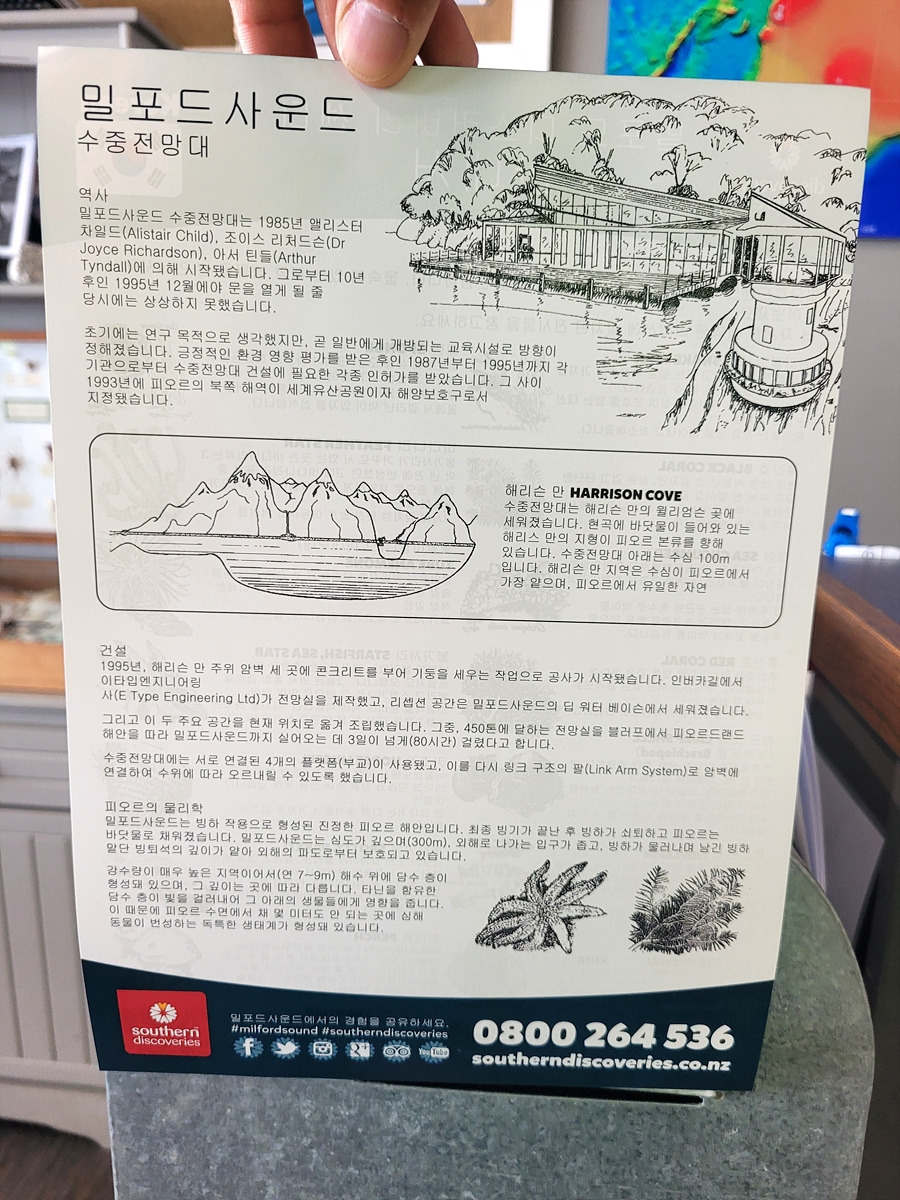 밀포드사운드
수중전망대
역사
밀포드사운드 수중전망대는 1985년 앨리스터
차일드(Alistair Child), 조이스 리처드슨(Dr
Joyce Richardson), 아서 틴들(Arthur
Tyndall)에 의해 시작됐습니다. 그로부터 10년
후인 1995년 12월에야 문을 열게 될 줄
당시에는 상상하지 못했습니다.
초기에는 연구 목적으로 생각했지만, 곧 일반에게 개방되는 교육시설로 방향이
정해졌습니다. 긍정적인 환경 영향 평가를 받은 후인 1987년부터 1995년까지 각
기관으로부터 수중전망대 건설에 필요한 각종 인허가를 받았습니다. 그 사이
1993년에 피오르의 북쪽 해역이 세계유산공원이자 해양보호구로서
지정됐습니다.
해리슨 만 HARRISON COVE
수중전망대는 해리슨 만의 윌리엄슨 곶에
세워졌습니다. 현곡에 바닷물이 들어와 있는
해리스 만의 지형이 피오르 본류를 향해
있습니다. 수중전망대 아래는 수심 100m
입니다. 해리슨 만 지역은 수심이 피오르에서
가장 얕으며, 피오르에서 유일한 자연
건설
1995년, 해리슨 만 주위 암벽 세 곳에 콘크리트를 부어 기둥을 세우는 작업으로 공사가 시작됐습니다. 인버카길에서
이타입엔지니어링
사(E Type Engineering Ltd)가 전망실을 제작했고, 리셉션 공간은 밀포드사운드의 딥 워터 베이슨에서 세워졌습니다.
그리고 이 두 주요 공간을 현재 위치로 옮겨 조립했습니다. 그중, 450톤에 달하는 전망실을 블러프에서 피오르드랜드
해안을 따라 밀포드사운드까지 실어오는 데 3일이 넘게(80시간) 걸렸다고 합니다.
수중전망대에는 서로 연결된 4개의 플랫폼(부교)이 사용됐고, 이를 다시 링크 구조의 팔(Link Arm System)로 암벽에
연결하여 수위에 따라 오르내릴 수 있도록 했습니다.
피오르의 물리학
밀포드사운드는 빙하 작용으로 형성된 진정한 피오르 해안입니다. 최종 빙기가 끝난 후 빙하가 쇠퇴하고 피오르는
바닷물로 채워졌습니다. 밀포드사운드는 심도가 깊으며(300m), 외해로 나가는 입구가 좁고, 빙하가 물러나며 남긴 빙하
말단 빙퇴석의 깊이가 얕아 외해의 파도로부터 보호되고 있습니다.
강수량이 매우 높은 지역이어서(연 7~9m) 해수 위에 담수 층이
형성돼 있으며, 그 깊이는 곳에 따라 다릅니다. 타닌을 함유한
담수 층이 빛을 걸러내어 그 아래의 생물들에게 영향을 줍니다.
이 때문에 피오르 수면에서 채 몇 미터도 안 되는 곳에 심해
동물이 번성하는 독특한 생태계가 형성돼 있습니다.
southern
discoveries
밀포드사운드에서의 경험을 공유하세요.
#milfordsound #southerndiscoveries
You Tube
0800 264 536
southerndiscoveries.co.nz